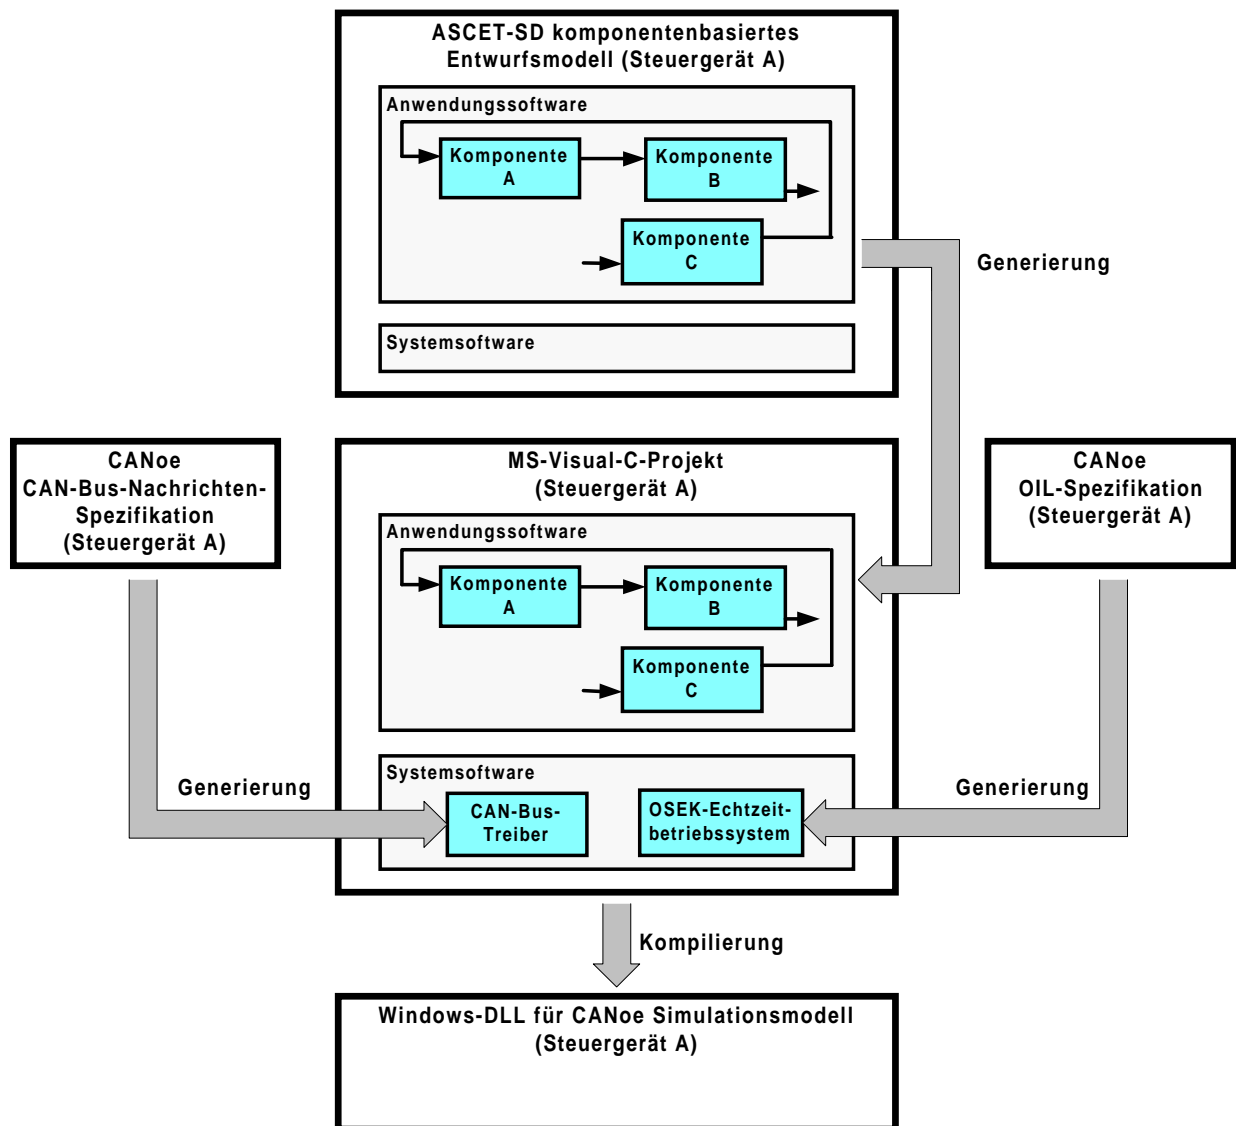 ASCET-SD komponentenbasiertes
Entwurfsmodell (Steuergerät A)
Anwendungssoftware
Komponente
A
Komponente
B
Komponente
C
Generierung
Systemsoftware
CANoe
CAN-Bus-Nachrichten-
Spezifikation
(Steuergerät A)
MS-Visual-C-Projekt
(Steuergerät A)
CANoe
OIL-Spezifikation
(Steuergerät A)
Anwendungssoftware
Komponente
A
Komponente
B
Komponente
C
Generierung
Systemsoftware
CAN-Bus-
Treiber
OSEK-Echtzeit-
betriebssystem
Generierung
Kompilierung
Windows-DLL für CANoe Simulationsmodell
(Steuergerät A)